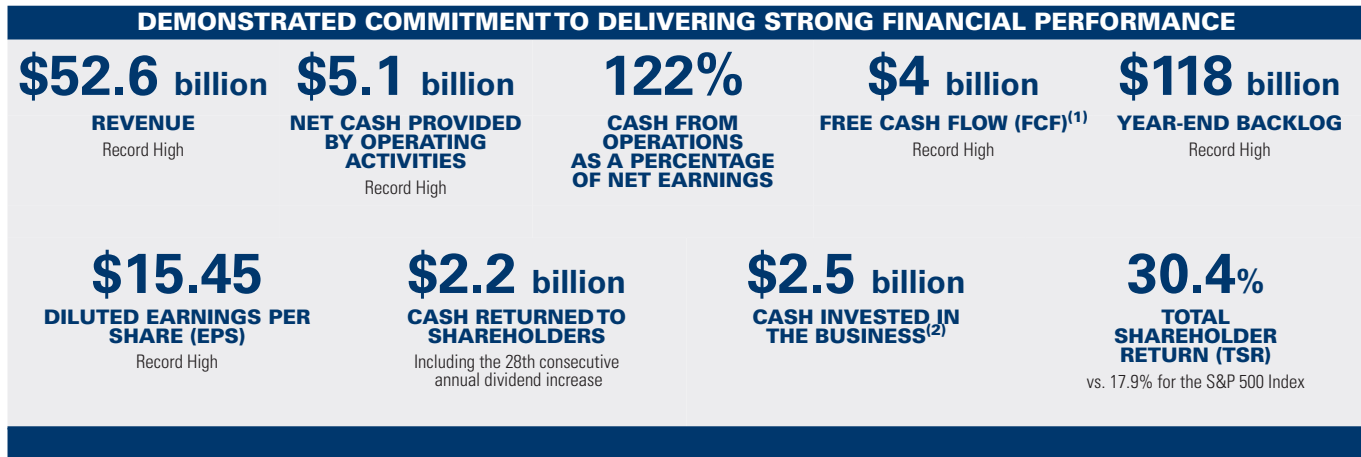 DEMONSTRATED COMMITMENT TO DELIVERING STRONG FINANCIAL PERFORMANCE
$52.6 billion
REVENUE
Record High
$5.1 billion
NET CASH PROVIDED
BY OPERATING
ACTIVITIES
Record High
122%
CASH FROM
OPERATIONS
AS A PERCENTAGE
OF NET EARNINGS
$4 billion
FREE CASH FLOW (FCF)(1)
Record High
$118 billion
YEAR-END BACKLOG
Record High
$15.45
DILUTED EARNINGS PER
SHARE (EPS)
Record High
$2.2 billion
CASH RETURNED TO
SHAREHOLDERS
Including the 28th consecutive
annual dividend increase
$2.5 billion
CASH INVESTED IN
THE BUSINESS(2)
30.4%
TOTAL
SHAREHOLDER
RETURN (TSR)
vs. 17.9% for the S&P 500 Index